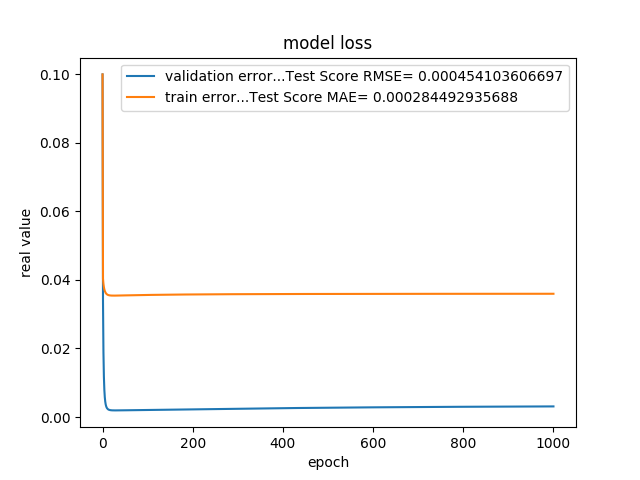 model loss
validation error...Test Score RMSE= 0.000454103606697
train error...Test Score MAE= 0.000284492935688
real value
0.10
0.08
0.06
0.04
0.02
0.00
0 200 400 600 800 1000
epoch